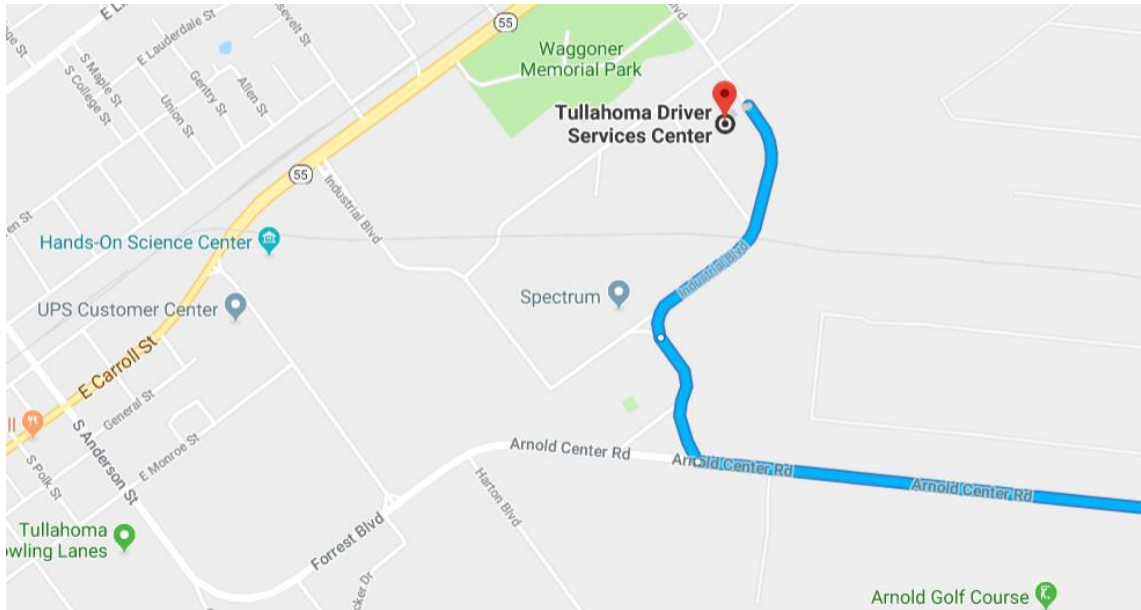 E Lauderdale St
S Maple St
S College St
Gentry St
Union St
Allen St
55
Blvd
Waggoner
Memorial Park
Tullahoma Driver
Services Center
55
Industrial Blvd
Hands-On Science Center
UPS Customer Center
Spectrum
Industrial Blvd
E Carroll St
General St
S Anderson St
E Monroe St
S Polk St
Arnold Center Rd
Arnold Center Rd
Arnold Center Rd
Harton Blvd
Forrest Blvd
Tullahoma
Arnold Golf Course